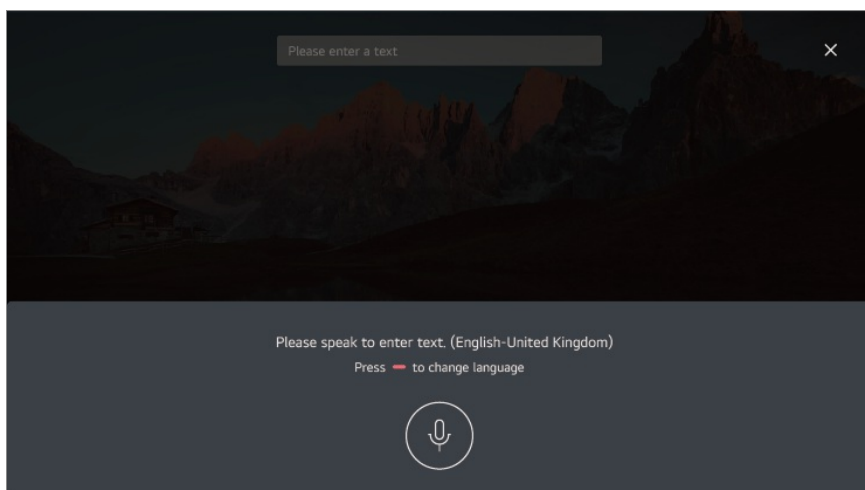 Please enter a text
Please speak to enter text. (English-United Kingdom)
Press to change language